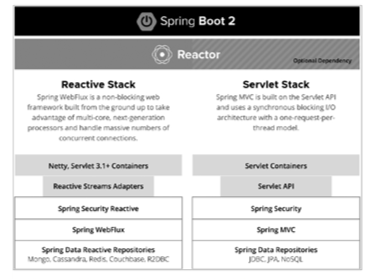 Spring Boot 2
Reactor
Optional Dependency
Reactive Stack
Spring WebFlux is a non-blocking web
framework built from the ground up to take
advantage of multi-core, next-generation
processors and handle massive numbers of
concurrent connections.
Servlet Stack
Spring MVC is built on the Servlet API
and uses a synchronous blocking I/O
architecture with a one-request-per-
thread model.
Netty, Servlet 3.1+ Containers
Servlet Containers
Reactive Streams Adapters
Servlet API
Spring Security Reactive
Spring Security
Spring WebFlux
Spring MVC
Spring Data Reactive Repositories
Mongo, Cassandra, Redis, Couchbase, R2DBC
Spring Data Repositories
JDBC, JPA, NoSQL